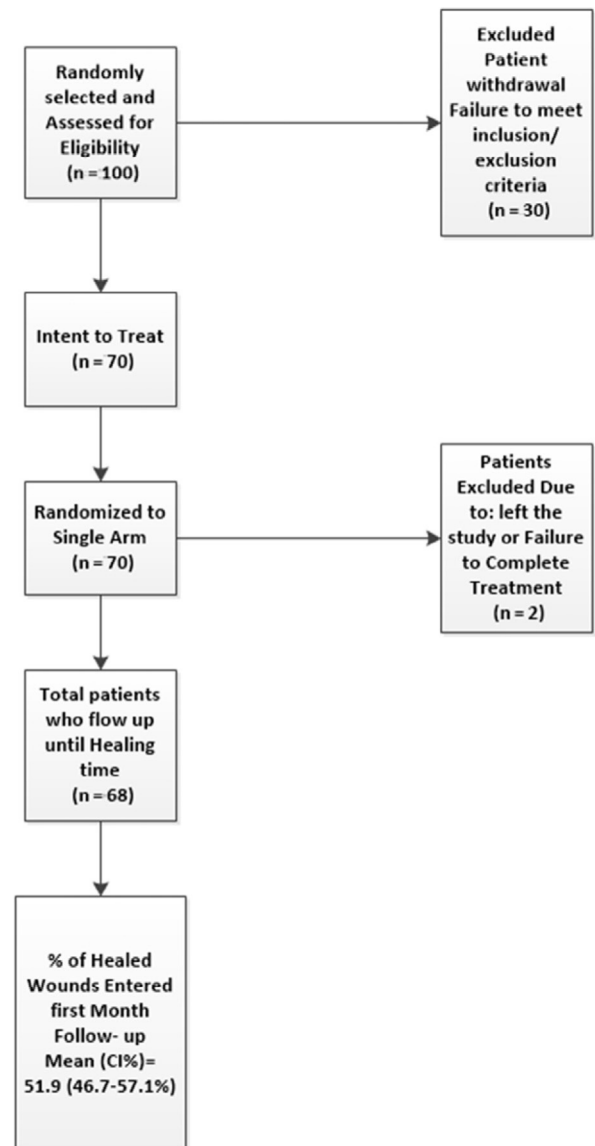 Randomly
selected and
Assessed for
Eligibility
(n = 100)
Excluded
Patient
withdrawal
Failure to meet
inclusion/
exclusion
criteria
(n = 30)
Intent to Treat
(n = 70)
Randomized to
Single Arm
(n = 70)
Patients
Excluded Due
to: left the
study or Failure
to Complete
Treatment
(n = 2)
Total patients
who flow up
until Healing
time
(n = 68)
% of Healed
Wounds Entered
first Month
Follow- up
Mean (CI%)=
51.9 (46.7-57.1%)